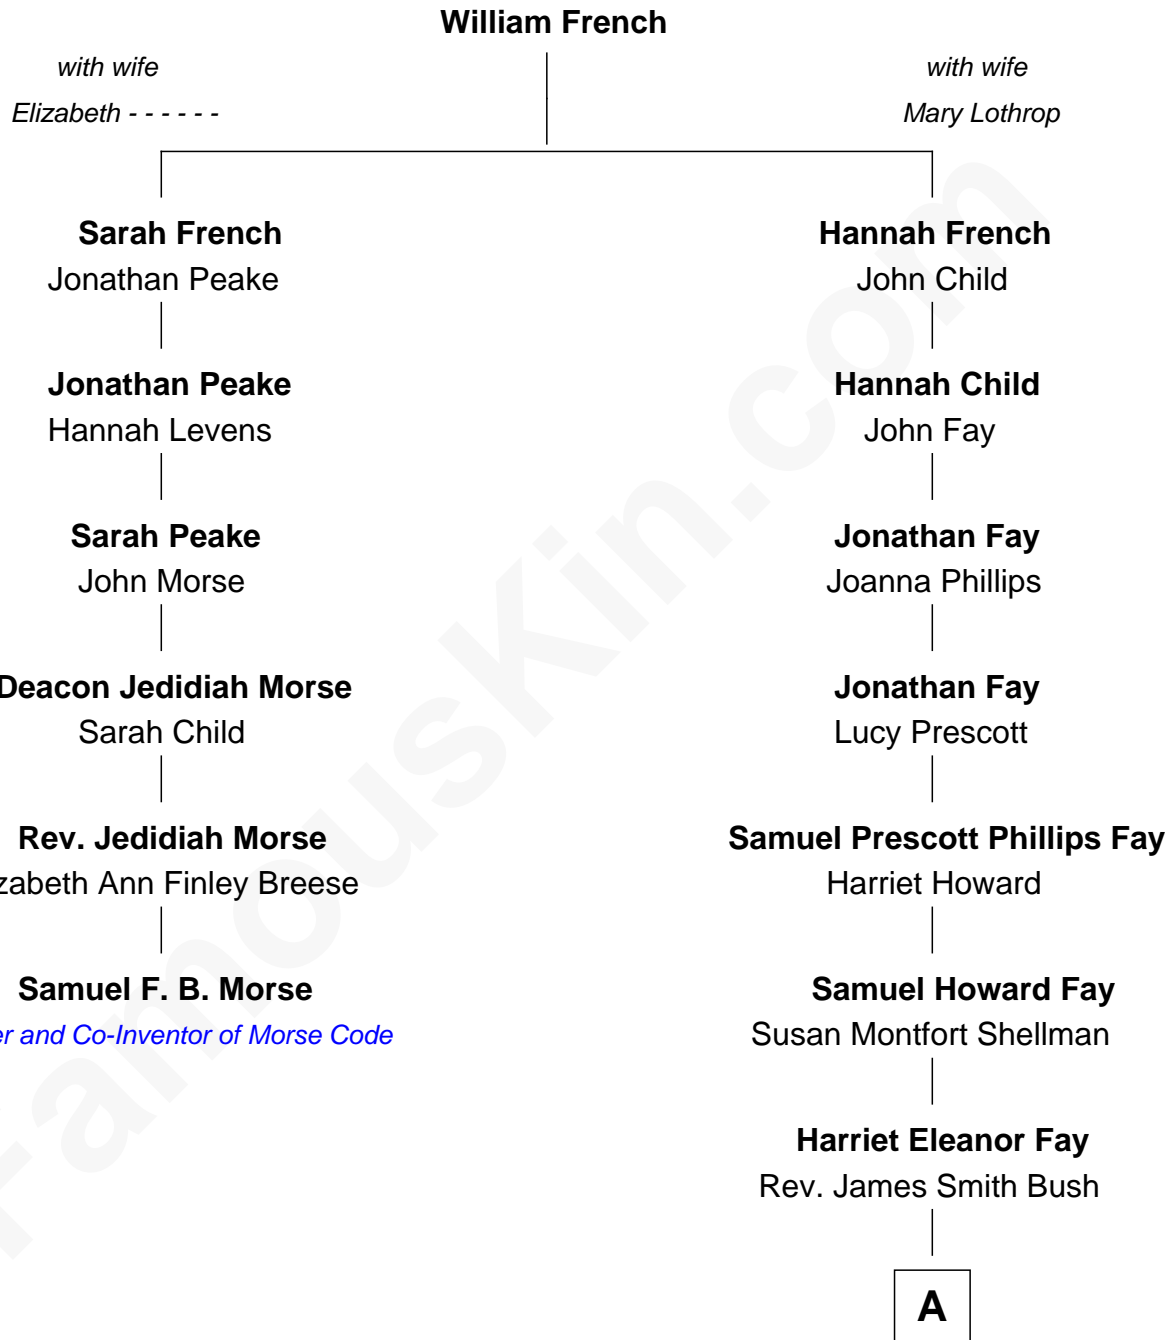 William French
with wife
Elizabeth - - - - - -
with wife
Mary Lothrop
Sarah French
Jonathan Peake
Hannah French
John Child
Jonathan Peake
Hannah Levens
Hannah Child
John Fay
Sarah Peake
John Morse
Jonathan Fay
Joanna Phillips
Deacon Jedidiah Morse
Sarah Child
Jonathan Fay
Lucy Prescott
Rev. Jedidiah Morse
zabeth Ann Finley Breese
Samuel Prescott Phillips Fay
Harriet Howard
Samuel F. B. Morse
er and Co-Inventor of Morse Code
Samuel Howard Fay
Susan Montfort Shellman
Harriet Eleanor Fay
Rev. James Smith Bush
A
FamousKin.com